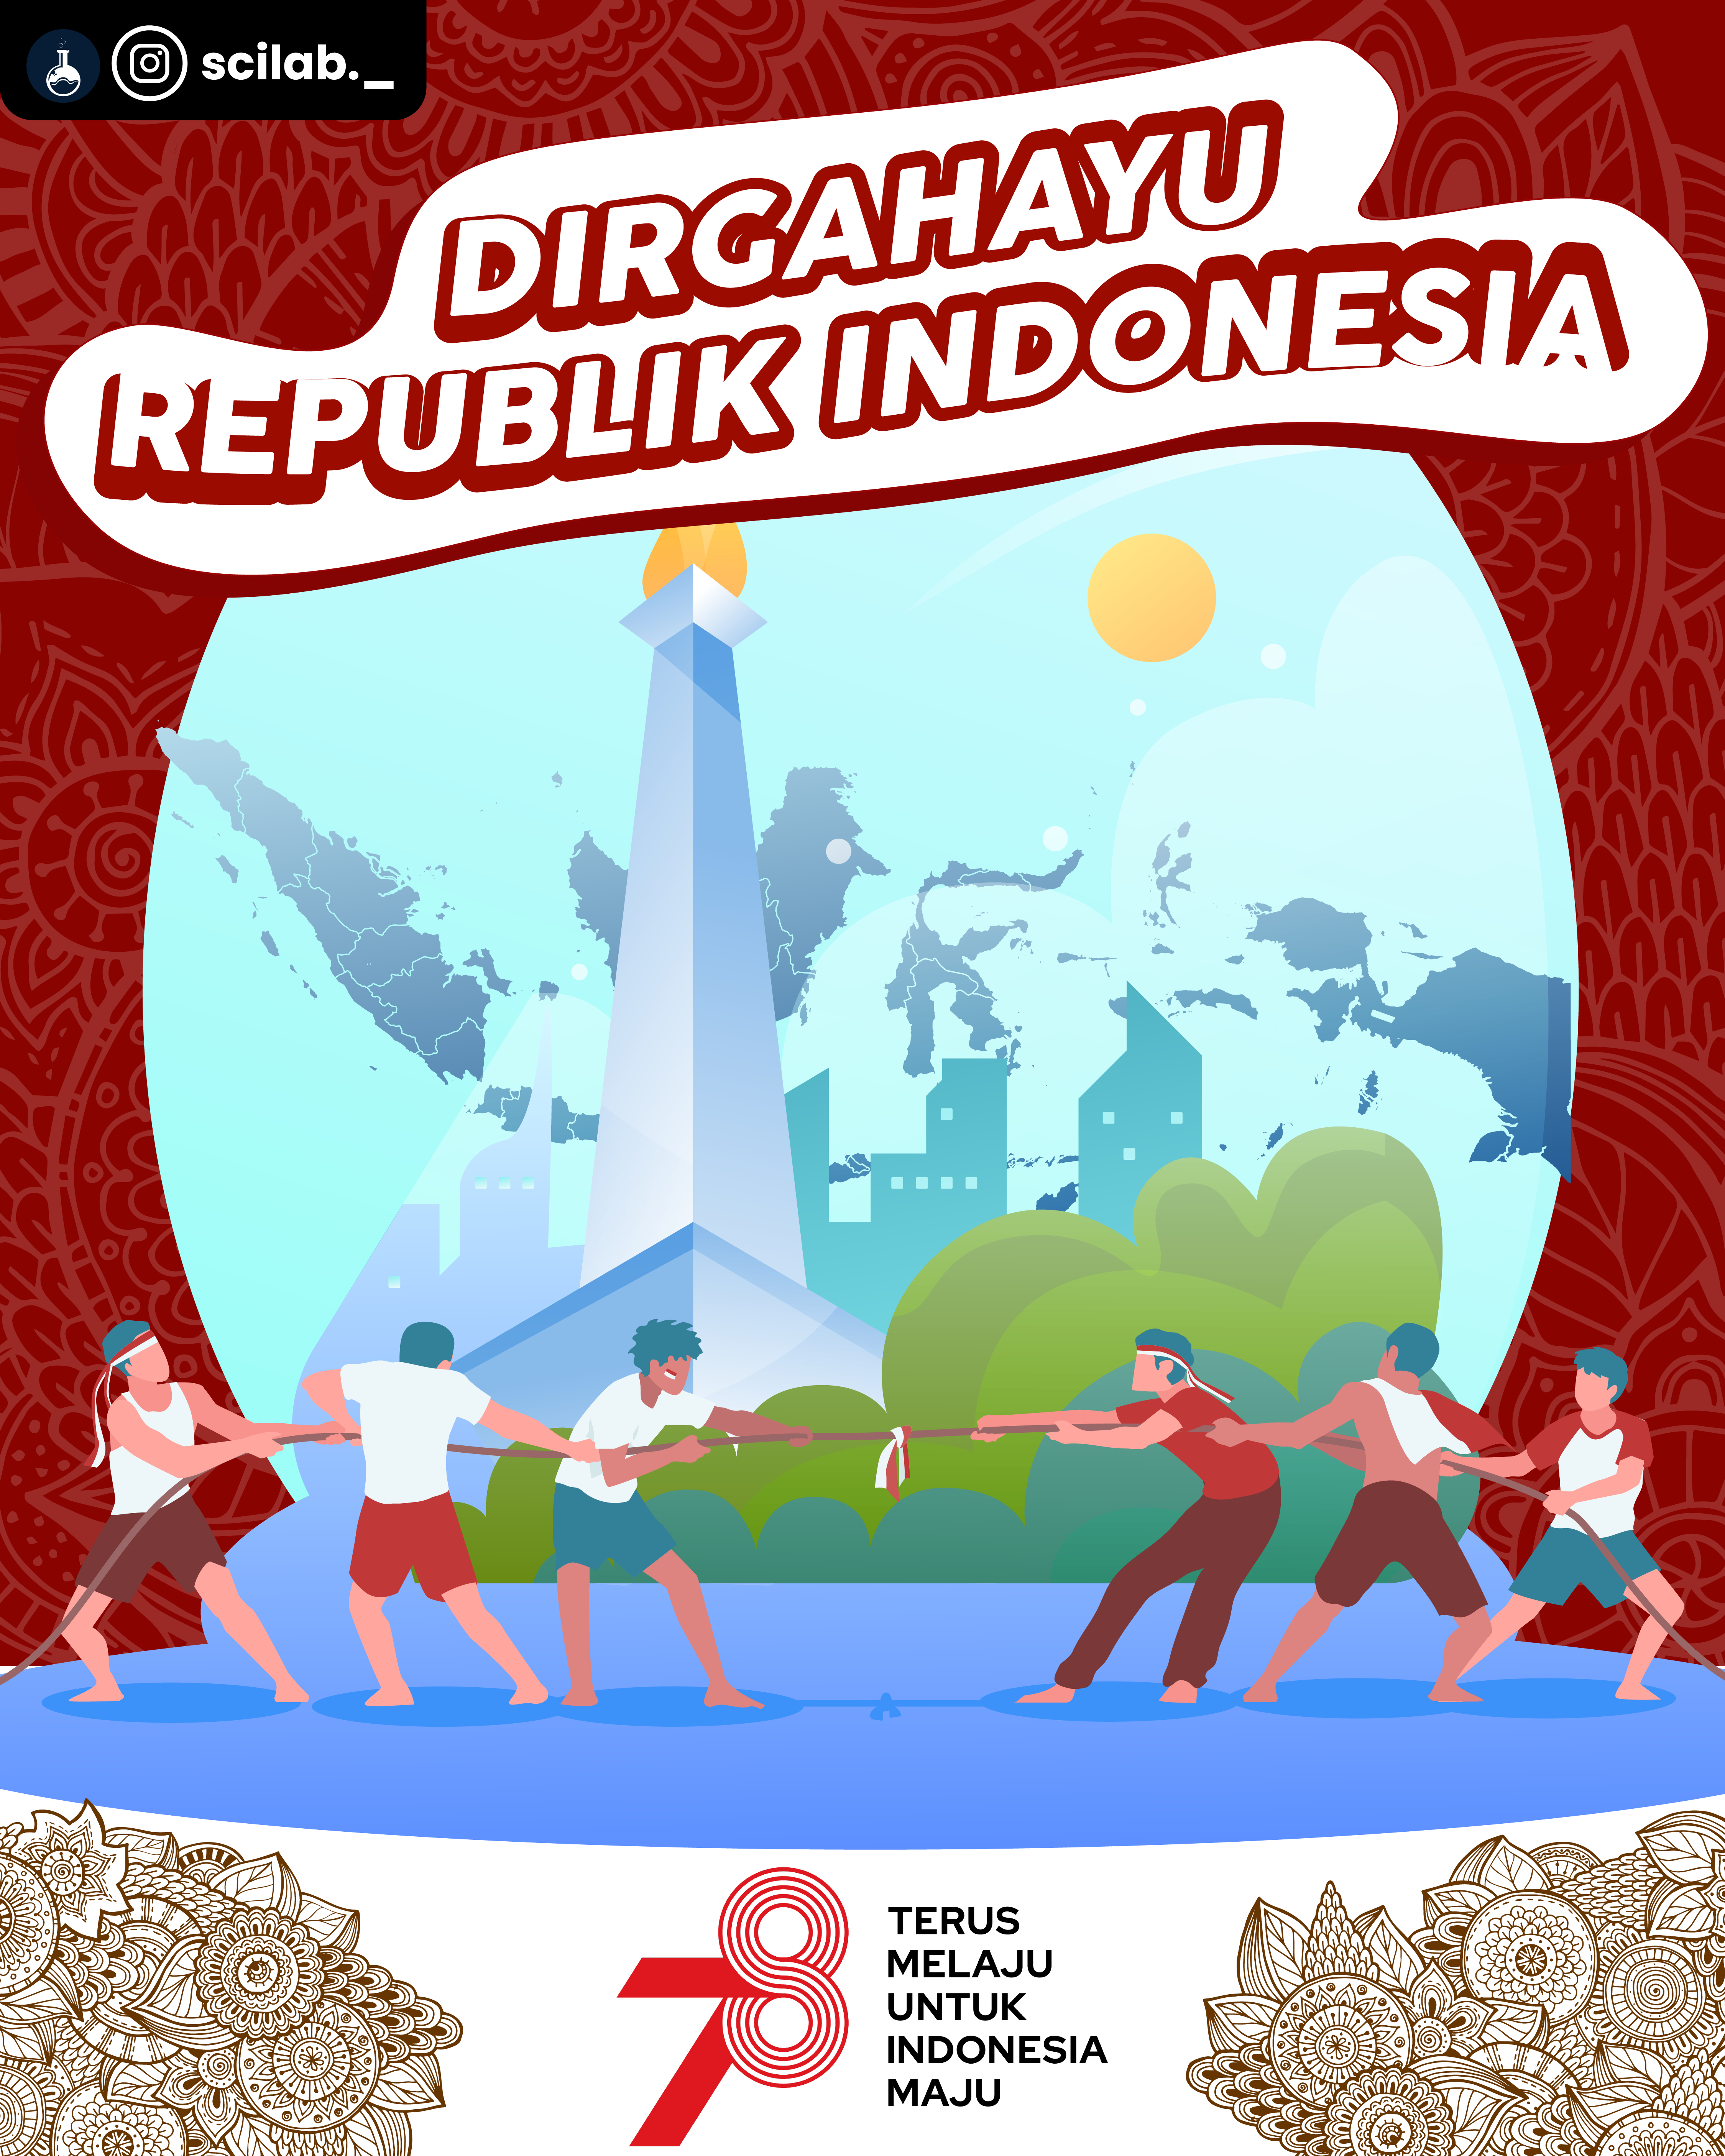 scilab._
DIRGAHAYU
REPUBLIK INDONESIA
78
TERUS
MELAJU
UNTUK
INDONESIA
MAJU